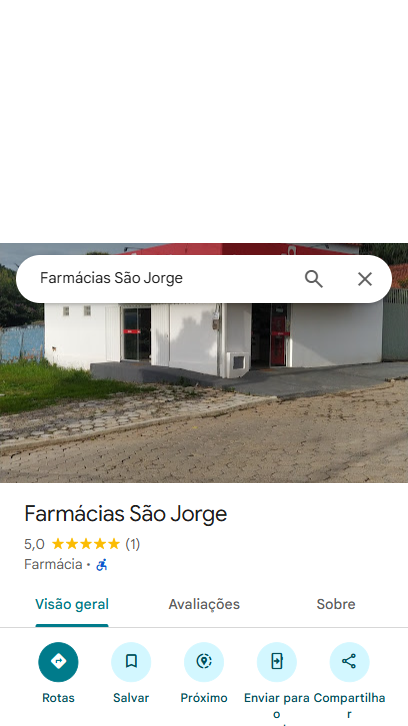 Farmácias São Jorge
Farmácias São Jorge
5,0 (1)
Farmácia ·
Visão geral Avaliações Sobre
Rotas Salvar Próximo Enviar para o Compartilhar